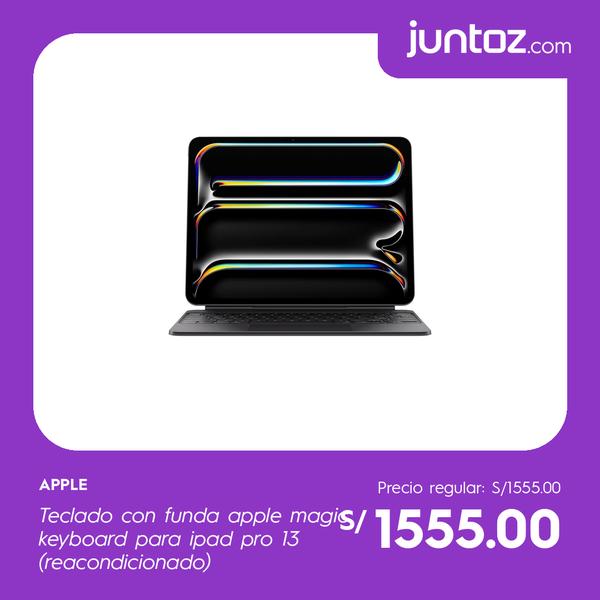 juntoz.com
APPLE
Teclado con funda apple magic
keyboard para ipad pro 13
(reacondicionado)
Precio regular: S/1555.00
S/ 1555.00